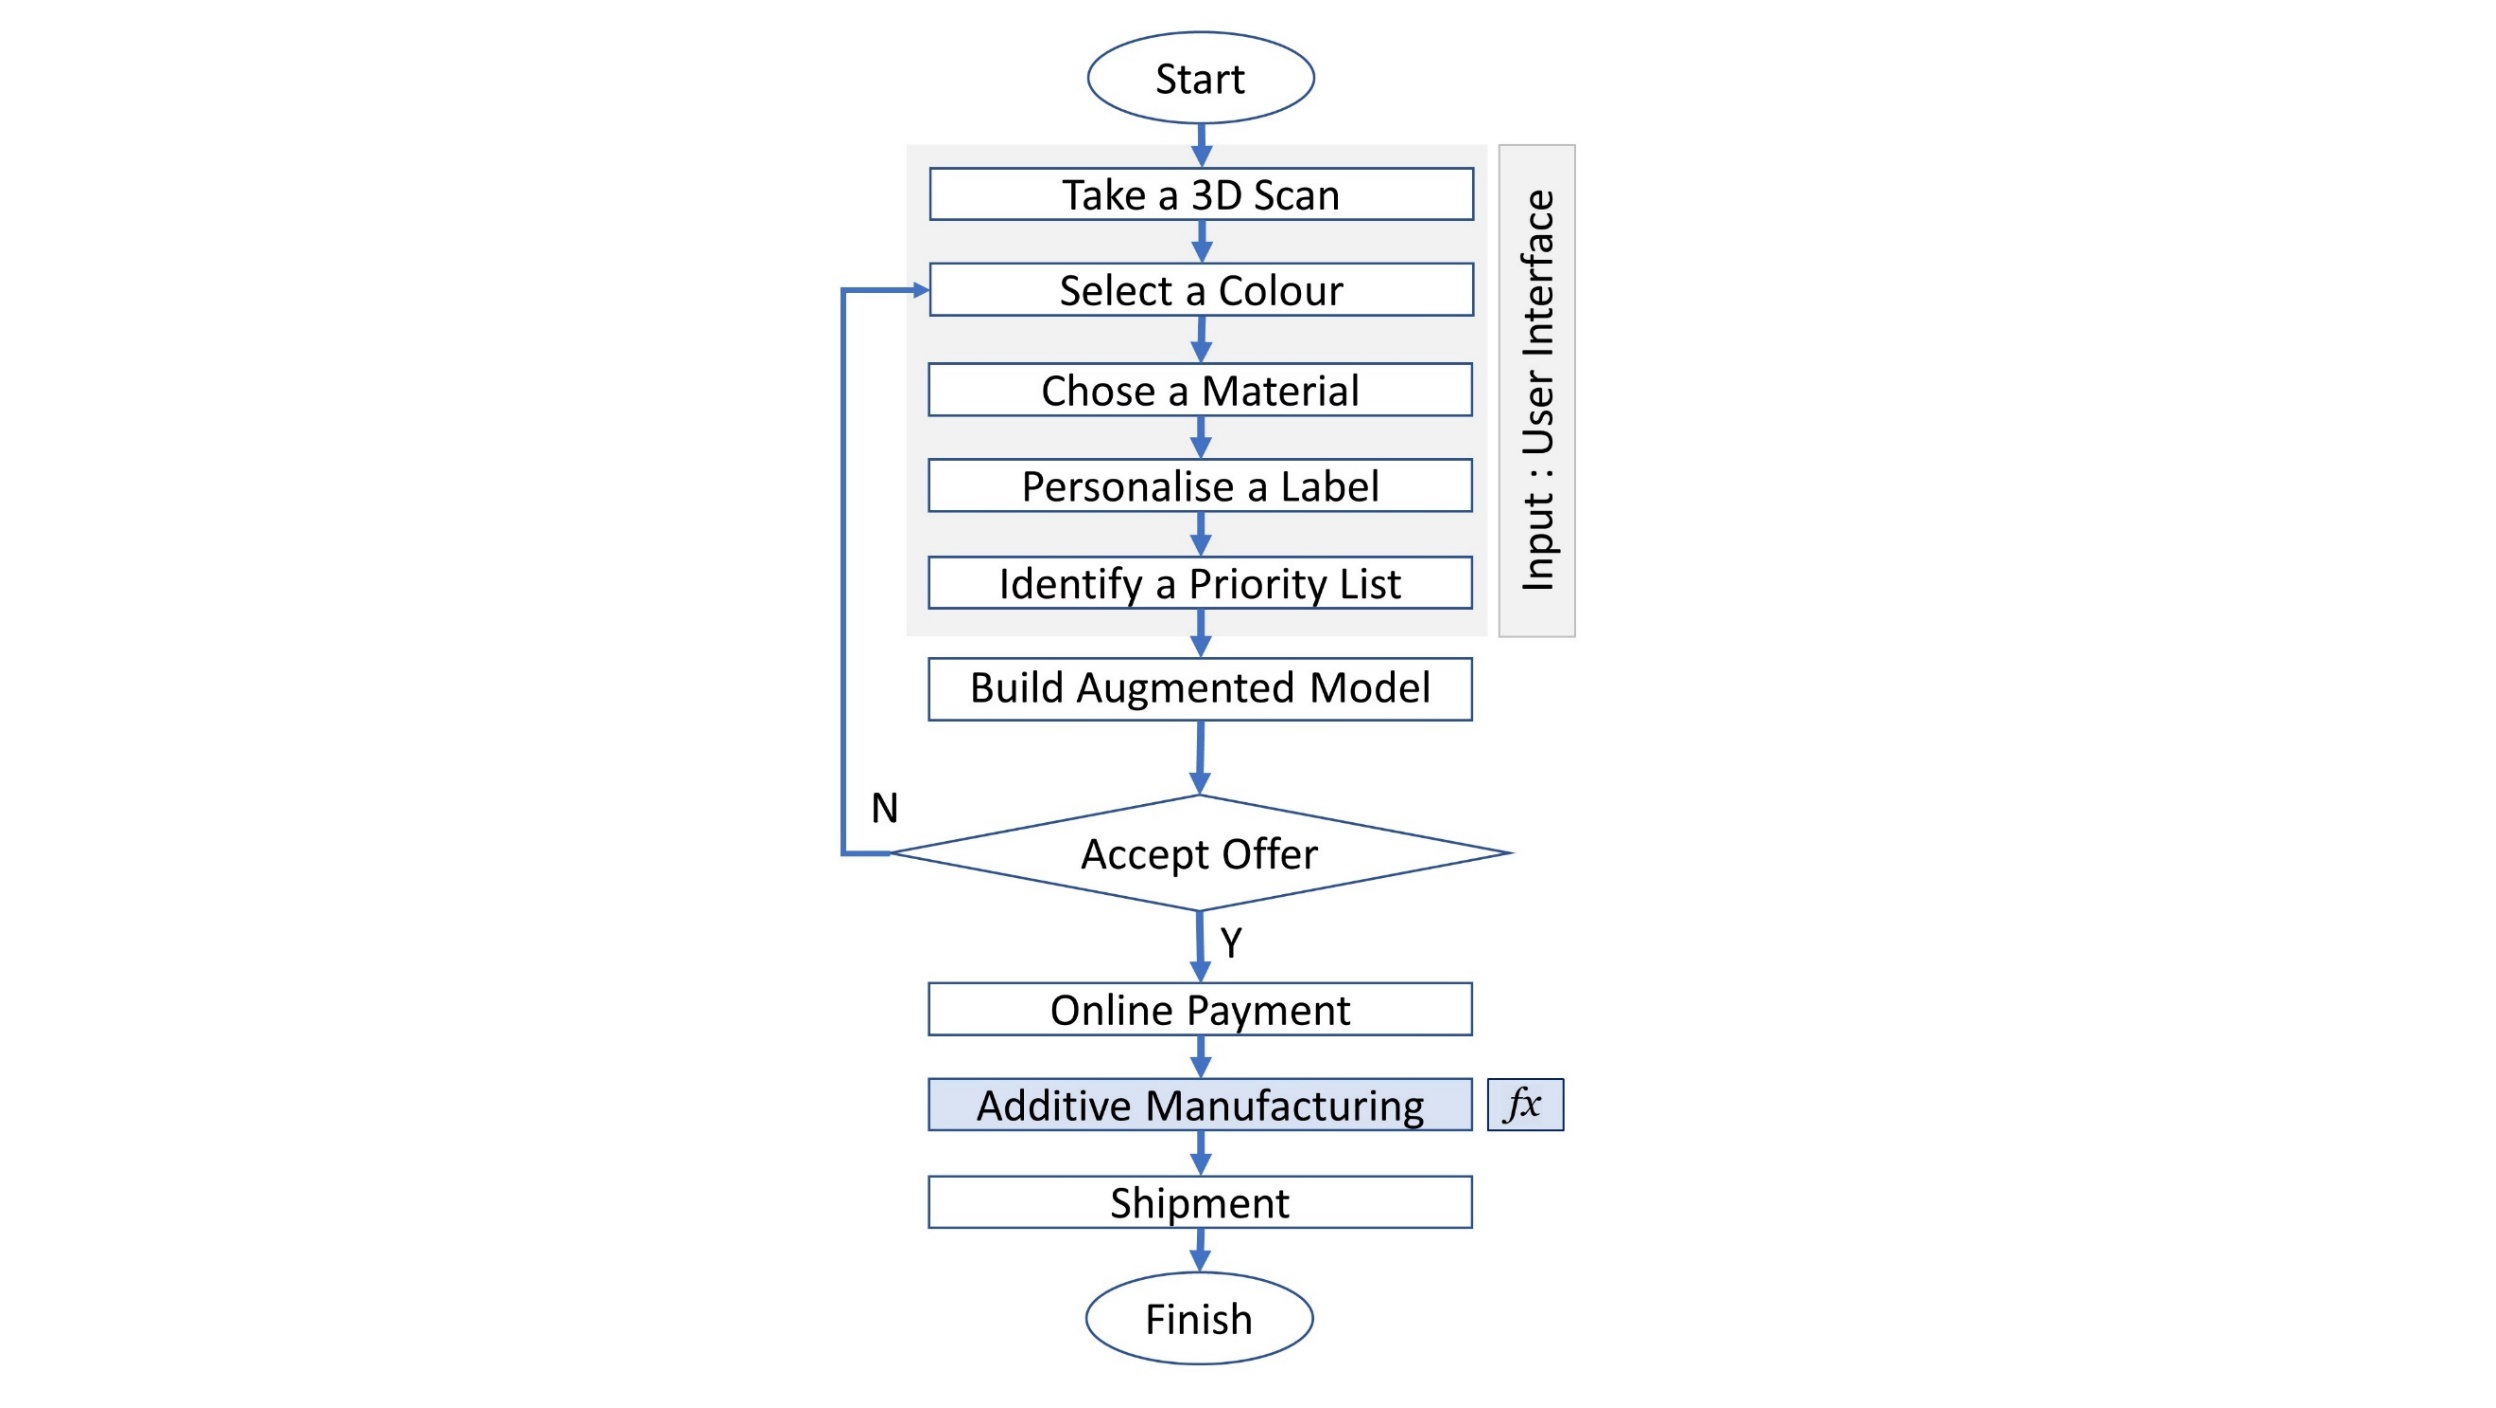 Start
Take a 3D Scan
Select a Colour
Chose a Material
Personalise a Label
Identify a Priority List
Input : User Interface
Build Augmented Model
N
Accept Offer
Y
Online Payment
Additive Manufacturing
fx
Shipment
Finish